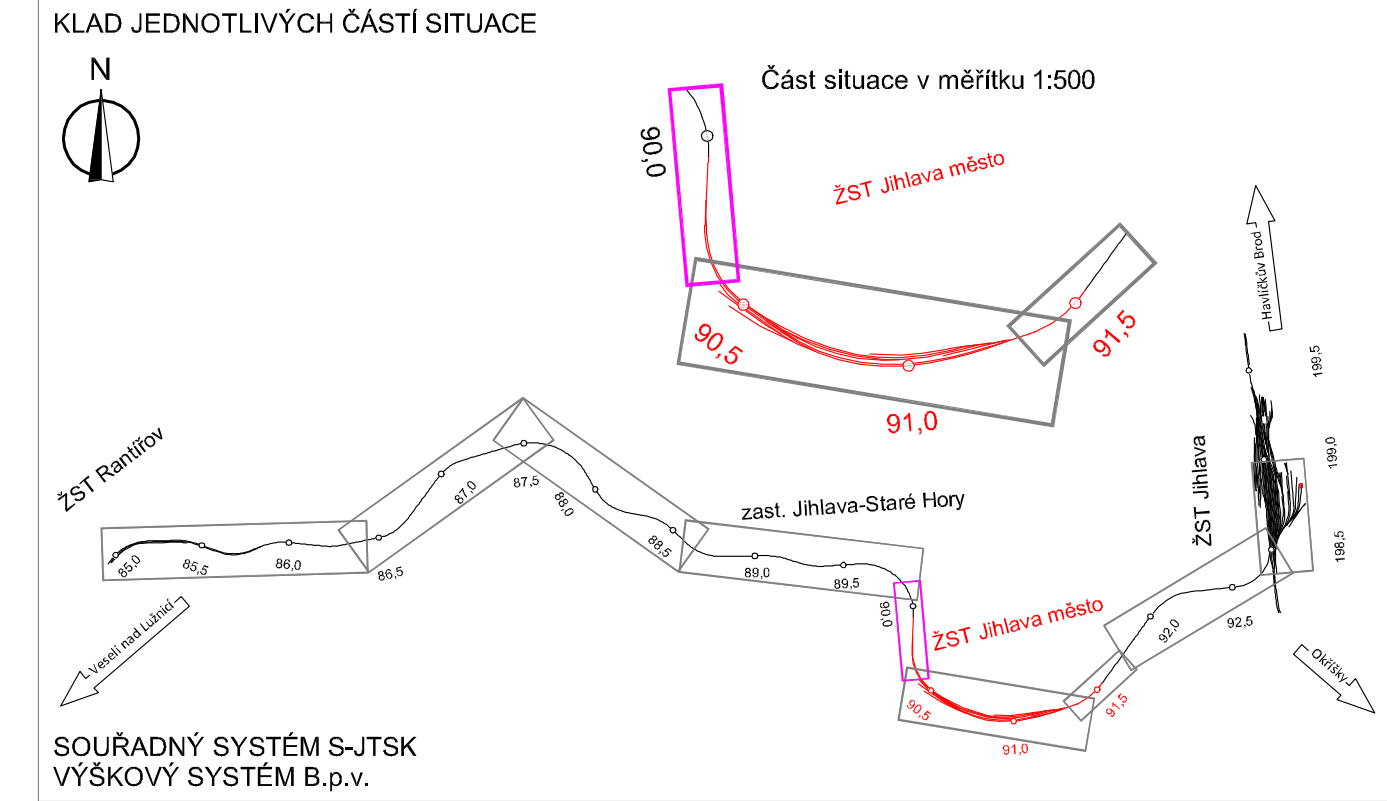 KLAD JEDNOTLIVÝCH ČÁSTÍ SITUACE
N
Část situace v měřítku 1:500
90,0
ŽST Jihlava město
90,5
91,0
91,5
Havlíčkův Brod
199,5
199,0
198,5
ŽST Jihlava
ŽST Rantířov
85,0
85,5
86,0
86,5
87,0
87,5
88,0
88,5
zast. Jihlava-Staré Hory
89,0
89,5
90,0
ŽST Jihlava město
90,5
91,0
91,5
92,0
92,5
Veselí nad Lužnicí
Okříšky
SOUŘADNÝ SYSTÉM S-JTSK
VÝŠKOVÝ SYSTÉM B.p.v.